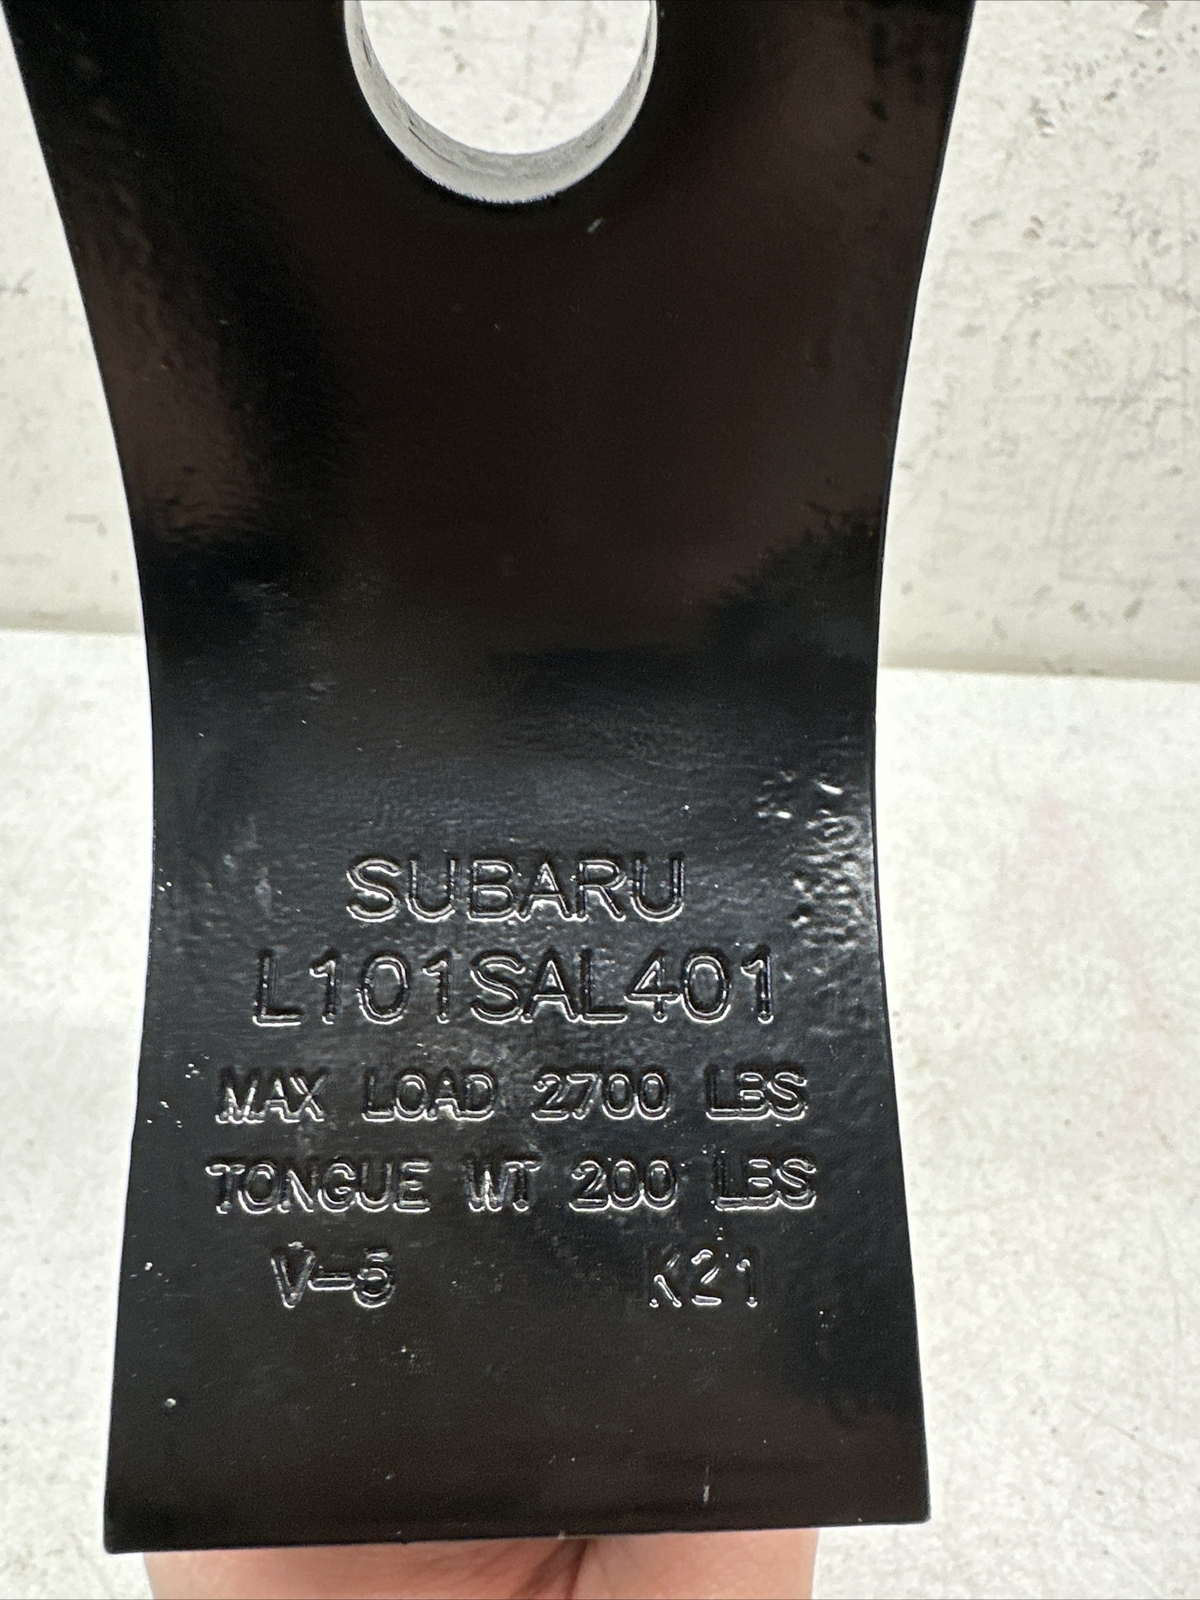 SUBARU
L101SAL401
MAX LOAD 2700 LBS
TONGUE WT 200 LBS
V-5 K21